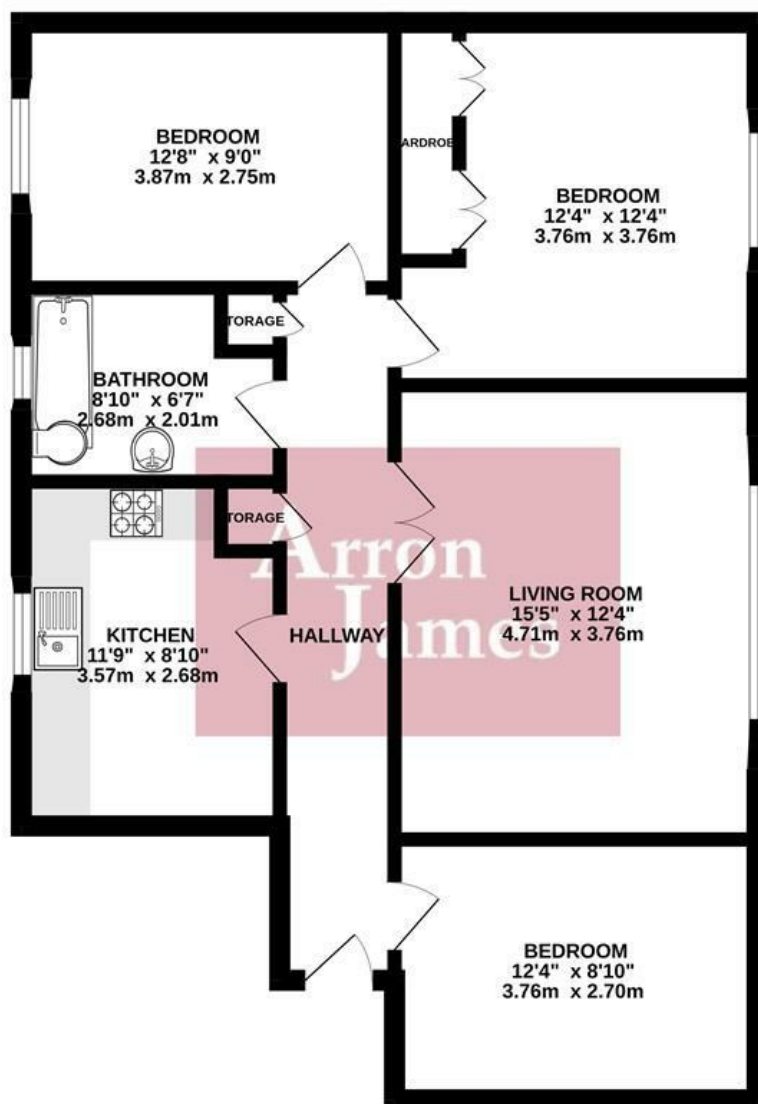 BEDROOM
12'8" x 9'0"
3.87m x 2.75m
ARDROE
BEDROOM
12'4" x 12'4"
3.76m x 3.76m
TORAGE
BATHROOM
8'10" x 6'7"
2.68m x 2.01m
TORAGE
Arron
James
KITCHEN
11'9" x 8'10"
3.57m x 2.68m
HALLWAY
LIVING ROOM
15'5" x 12'4"
4.71m x 3.76m
BEDROOM
12'4" x 8'10"
3.76m x 2.70m